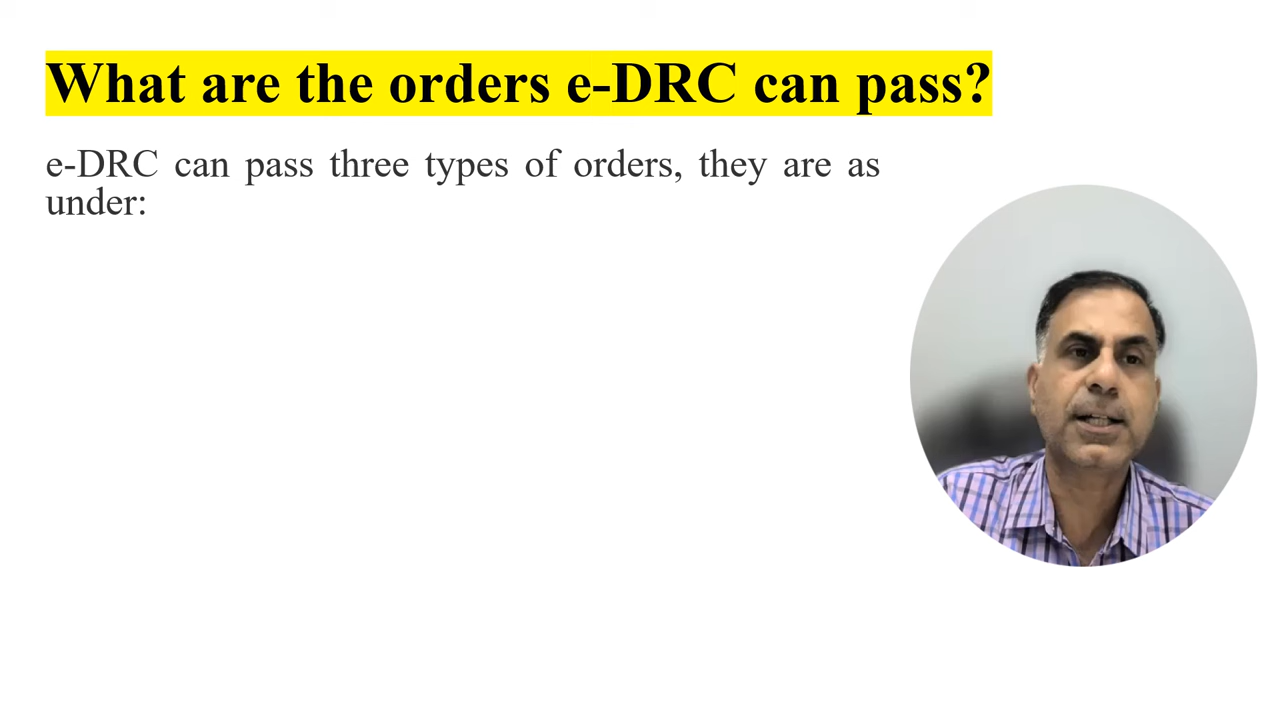 What are the orders e-DRC can pass?
e-DRC can pass three types of orders, they are as
under: